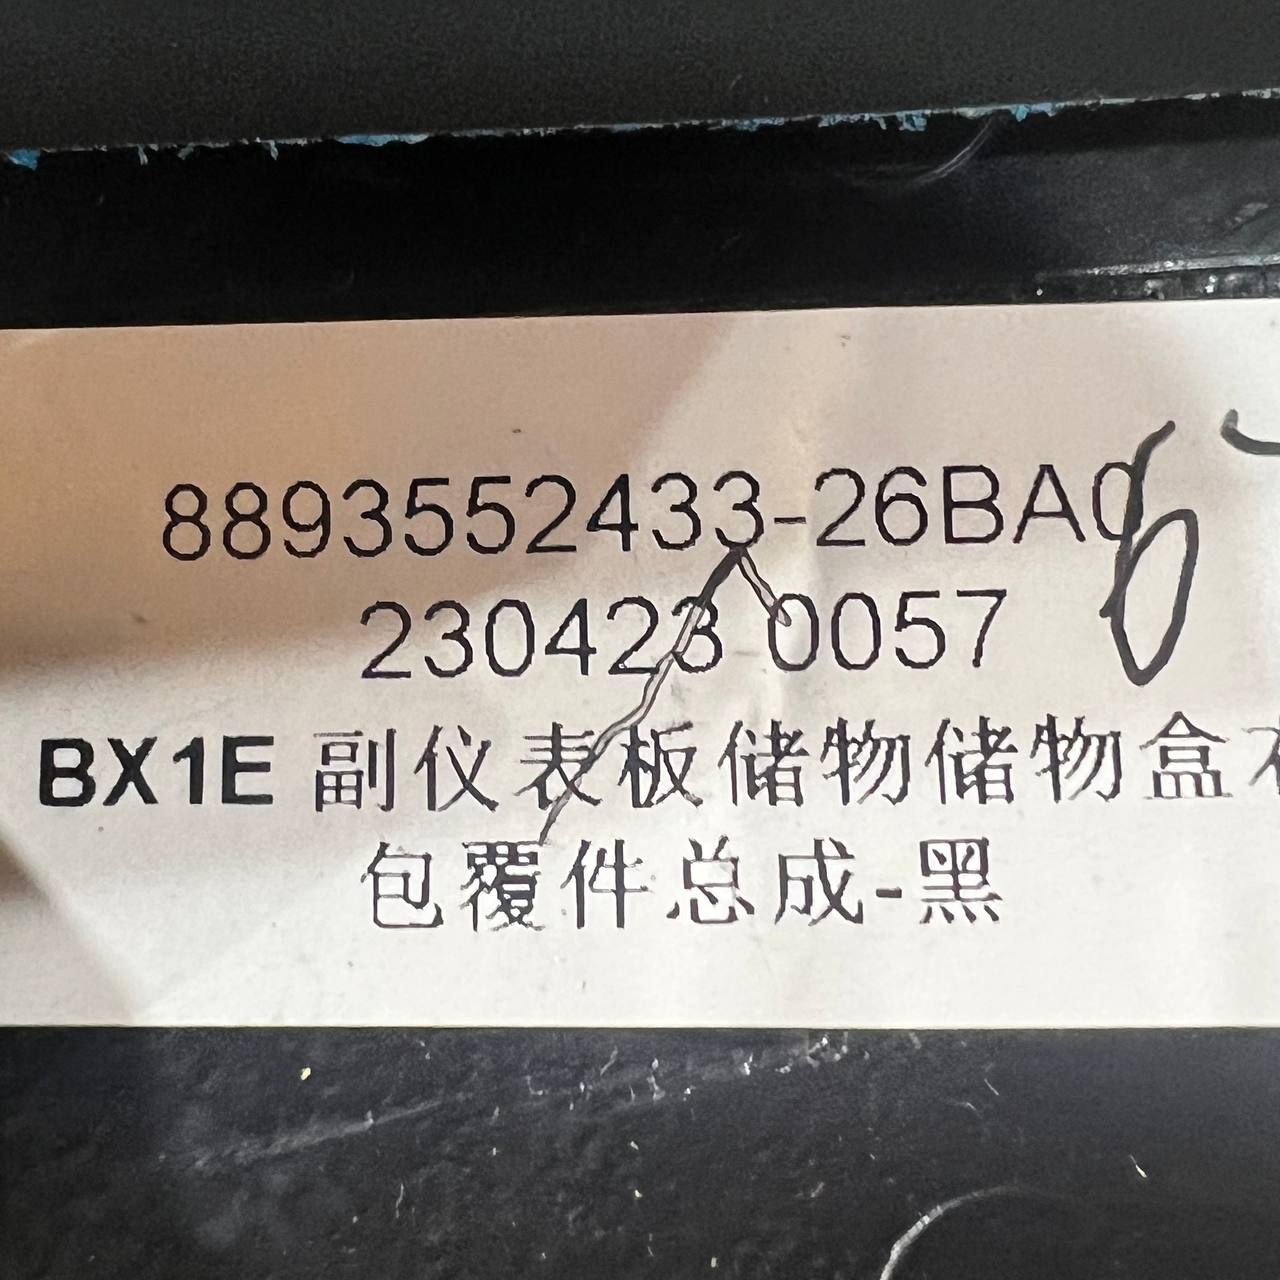 8893552433-26BA0
230423 0057
BX1E 副仪表板储物储物盒
包覆件总成-黑